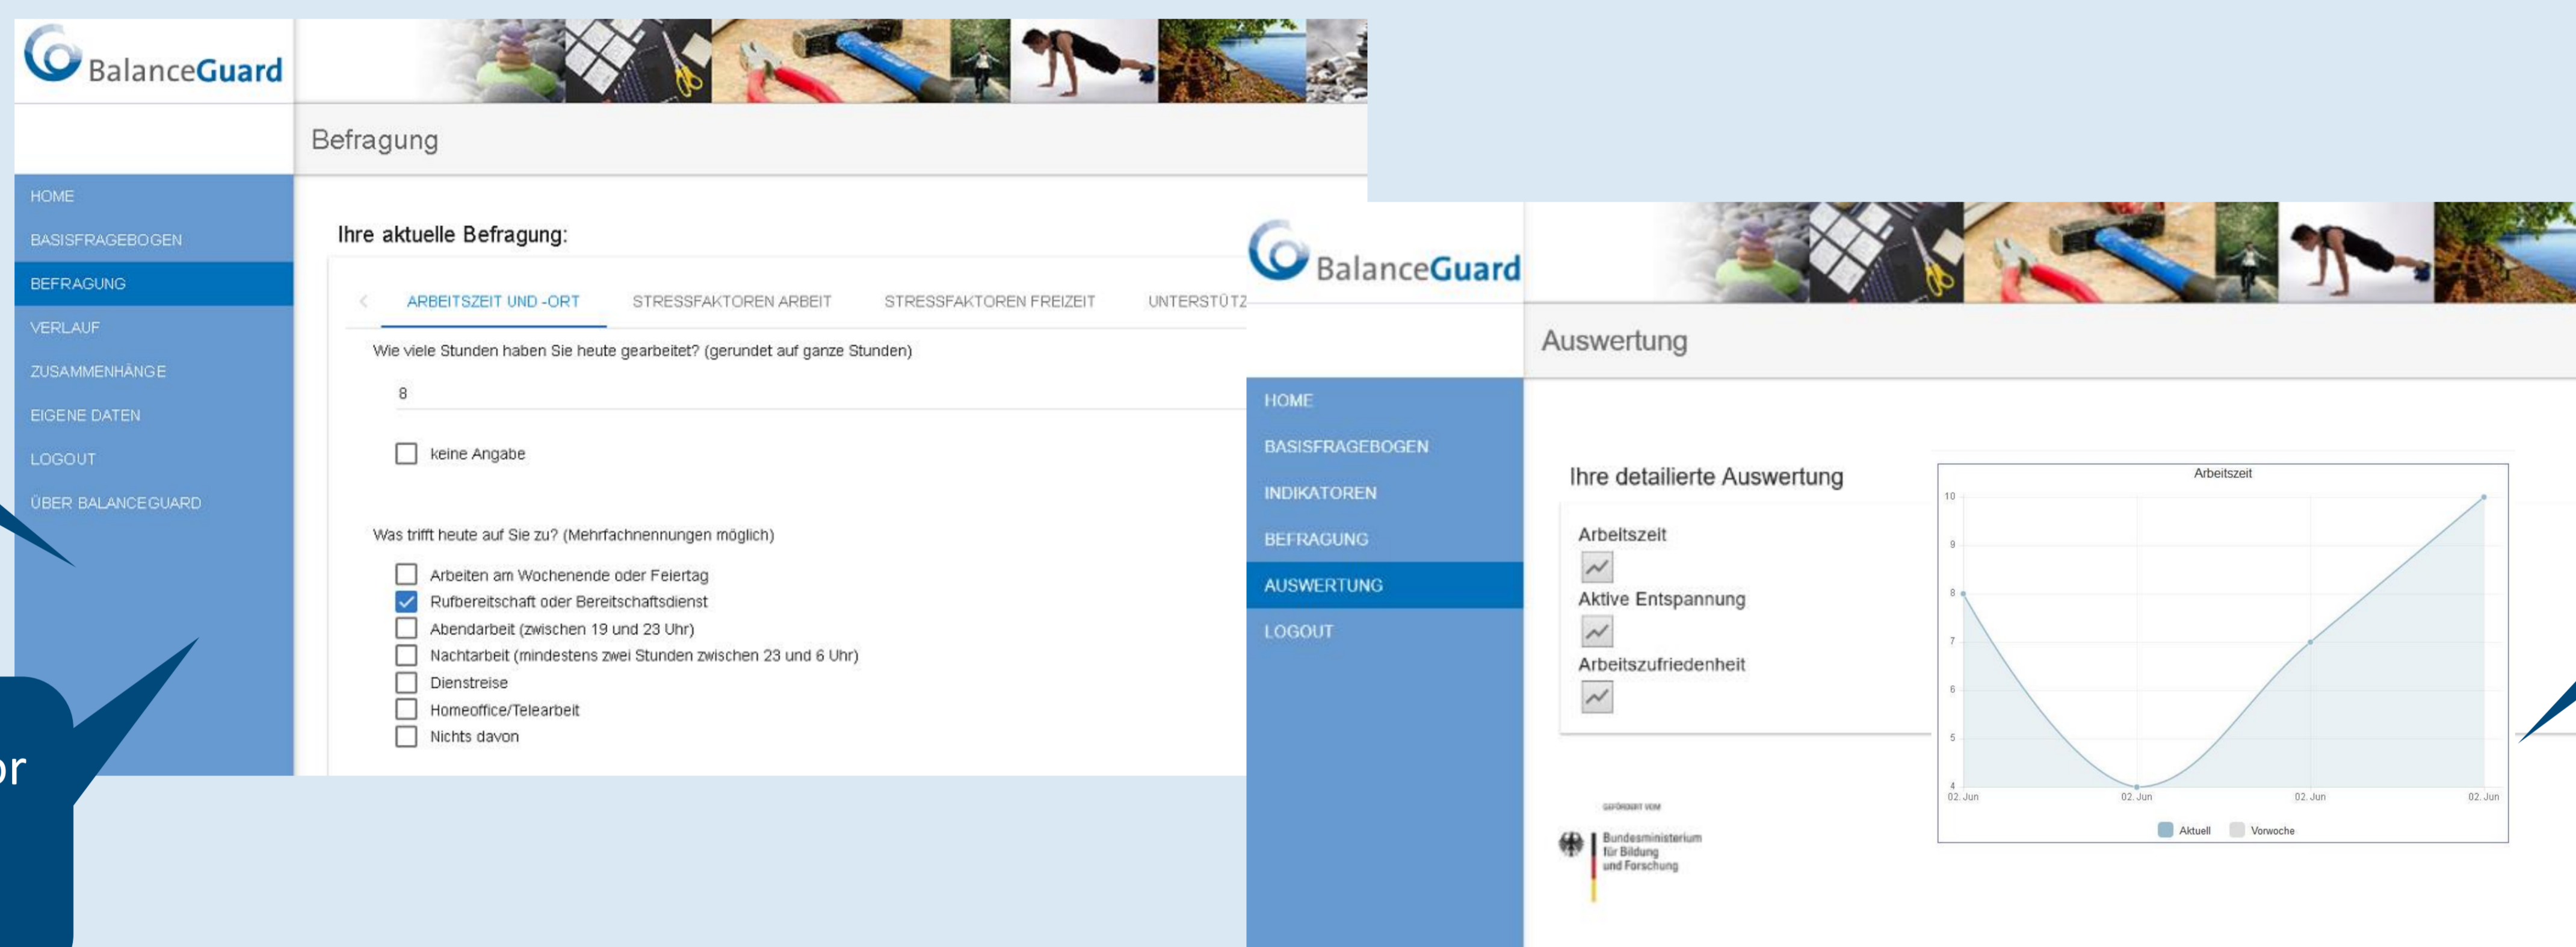 BalanceGuard
Befragung
HOME
BASISFRAGEBOGEN
BEFRAGUNG
VERLAUF
ZUSAMMENHÄNGE
EIGENE DATEN
LOGOUT
ÜBER BALANCEGUARD
Ihre aktuelle Befragung:
ARBEITSZEIT UND -ORT STRESSFAKTOREN ARBEIT STRESSFAKTOREN FREIZEIT UNTERSTÜTZ
Wie viele Stunden haben Sie heute gearbeitet? (gerundet auf ganze Stunden)
8
keine Angabe
Was trifft heute auf Sie zu? (Mehrfachnennungen möglich)
Arbeiten am Wochenende oder Feiertag
Rufbereitschaft oder Bereitschaftsdienst
Abendarbeit (zwischen 19 und 23 Uhr)
Nachtarbeit (mindestens zwei Stunden zwischen 23 und 6 Uhr)
Dienstreise
Homeoffice/Telearbeit
Nichts davon
or
BalanceGuard
Auswertung
HOME
BASISFRAGEBOGEN
INDIKATOREN
BEFRAGUNG
AUSWERTUNG
LOGOUT
Ihre detailierte Auswertung
Arbeitszeit
Aktive Entspannung
Arbeitszufriedenheit
Arbeitszeit
10
9
8
7
6
5
4
02. Jun 02. Jun 02. Jun 02. Jun
Aktuell Vorwoche
GEFÖRDERT VOM
Bundesministerium
für Bildung
und Forschung